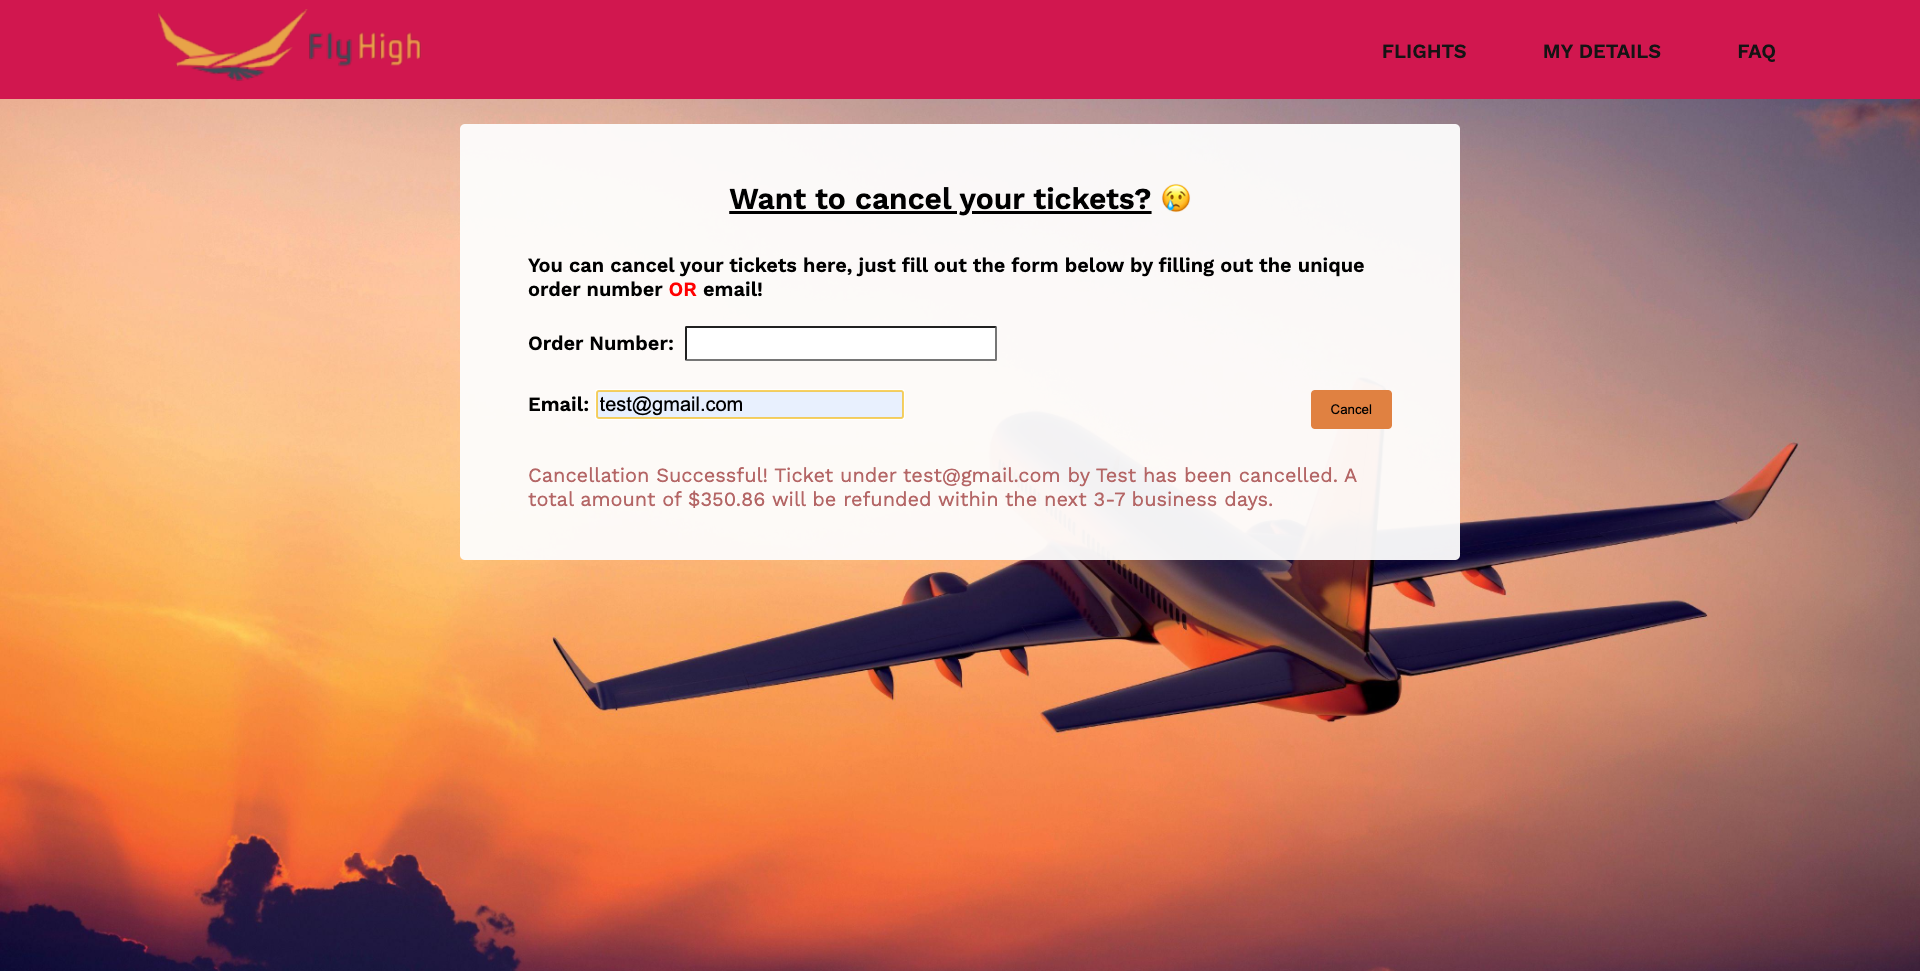 FlyHigh
FLIGHTS
MY DETAILS
FAQ
Want to cancel your tickets? 😢
You can cancel your tickets here, just fill out the form below by filling out the unique
order number OR email!
Order Number:
Email: test@gmail.com
Cancel
Cancellation Successful! Ticket under test@gmail.com by Test has been cancelled. A
total amount of $350.86 will be refunded within the next 3-7 business days.